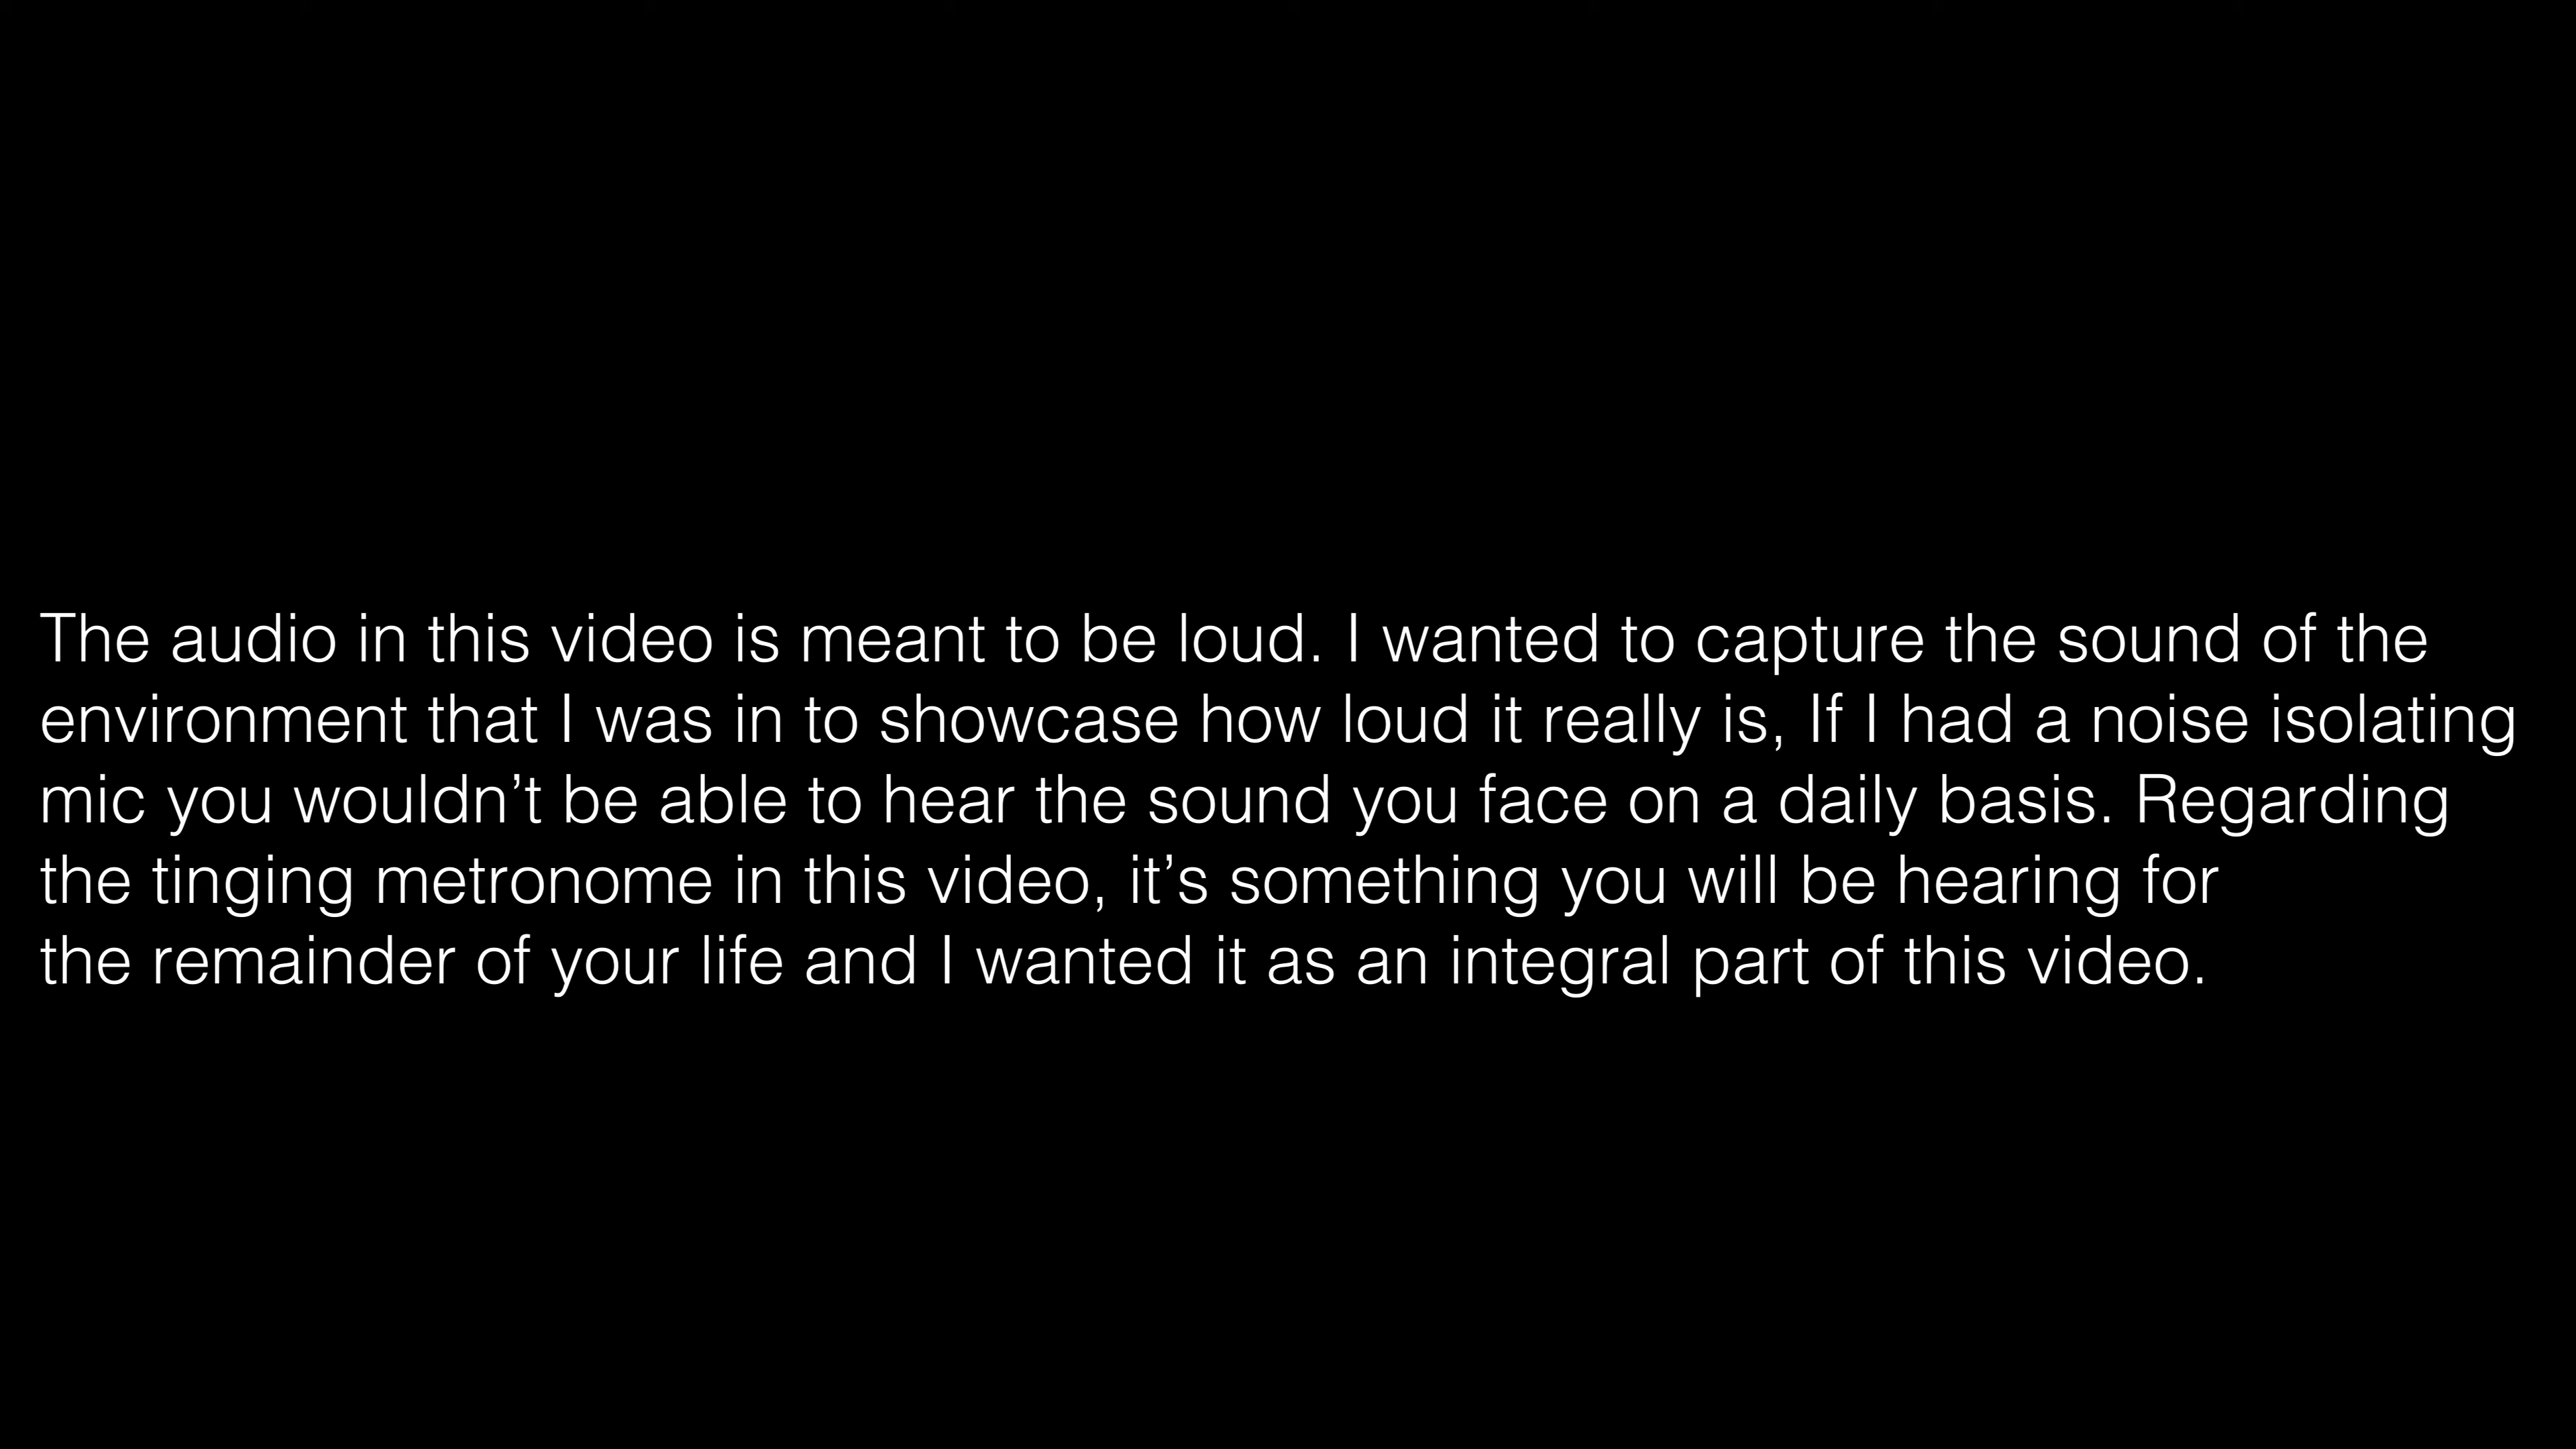 The audio in this video is meant to be loud. I wanted to capture the sound of the
environment that I was in to showcase how loud it really is, If I had a noise isolating
mic you wouldn’t be able to hear the sound you face on a daily basis. Regarding
the tinging metronome in this video, it’s something you will be hearing for
the remainder of your life and I wanted it as an integral part of this video.